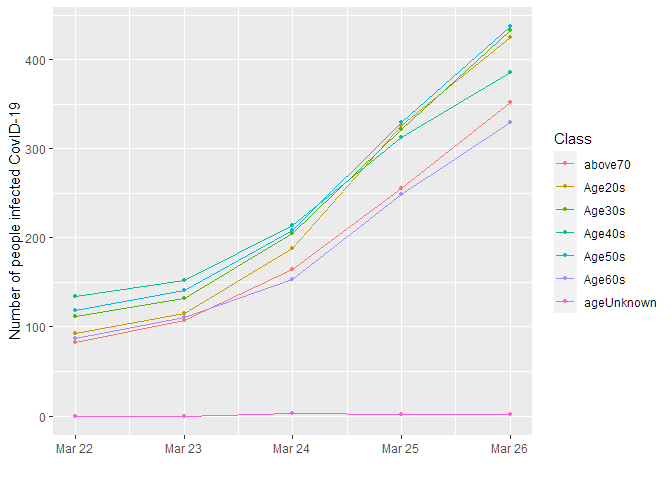 Number of people infected CovID-19
400
300
200
100
0
Mar 22 Mar 23 Mar 24 Mar 25 Mar 26
Class
above70
Age20s
Age30s
Age40s
Age50s
Age60s
ageUnknown